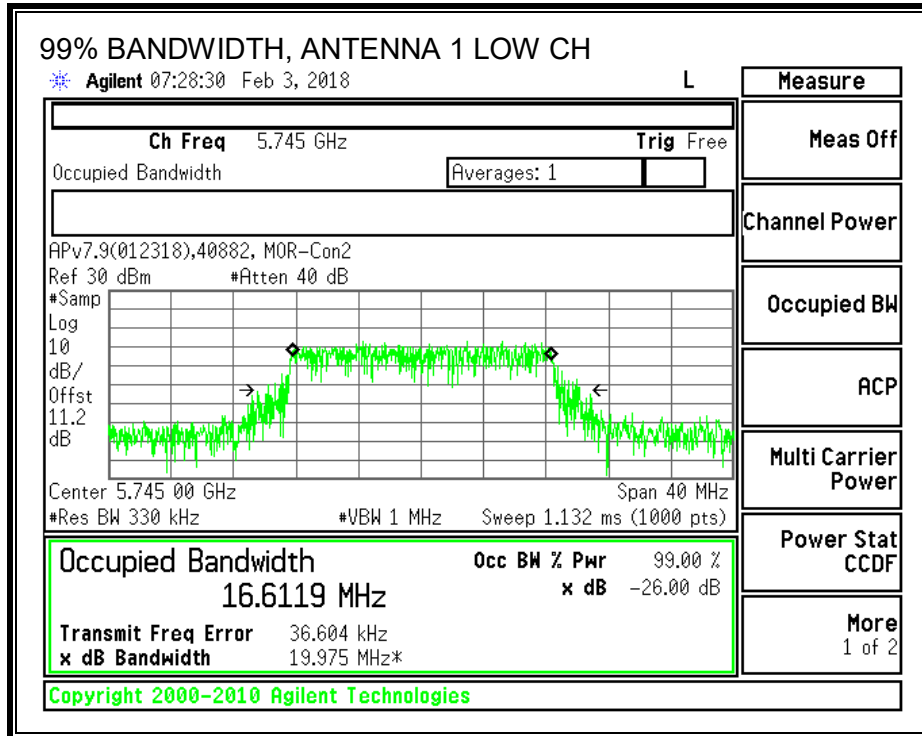 99% BANDWIDTH, ANTENNA 1 LOW CH
Agilent 07:28:30 Feb 3, 2018 L
Ch Freq 5.745 GHz Trig Free
Occupied Bandwidth Averages: 1
APv7.9(012318),40882, MOR-Con2
Ref 30 dBm #Atten 40 dB
#Samp
Log
10
dB/
Offst
11.2
dB
Center 5.745 00 GHz Span 40 MHz
#Res BW 330 kHz #VBW 1 MHz Sweep 1.132 ms (1000 pts)
Occupied Bandwidth Occ BW % Pwr 99.00 %
16.6119 MHz x dB -26.00 dB
Transmit Freq Error 36.604 kHz
x dB Bandwidth 19.975 MHz*
Copyright 2000-2010 Agilent Technologies
Measure
Meas Off
Channel Power
Occupied BW
ACP
Multi Carrier
Power
Power Stat
CCDF
More
1 of 2